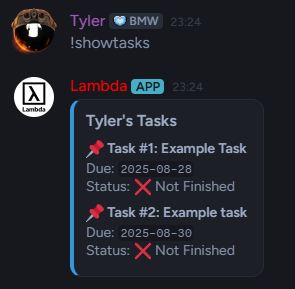 Tyler BMW 23:24
!showtasks
λ
Lambda
Lambda APP 23:24
Tyler's Tasks
📌 Task #1: Example Task
Due: 2025-08-28
Status: ❌ Not Finished
📌 Task #2: Example task
Due: 2025-08-30
Status: ❌ Not Finished